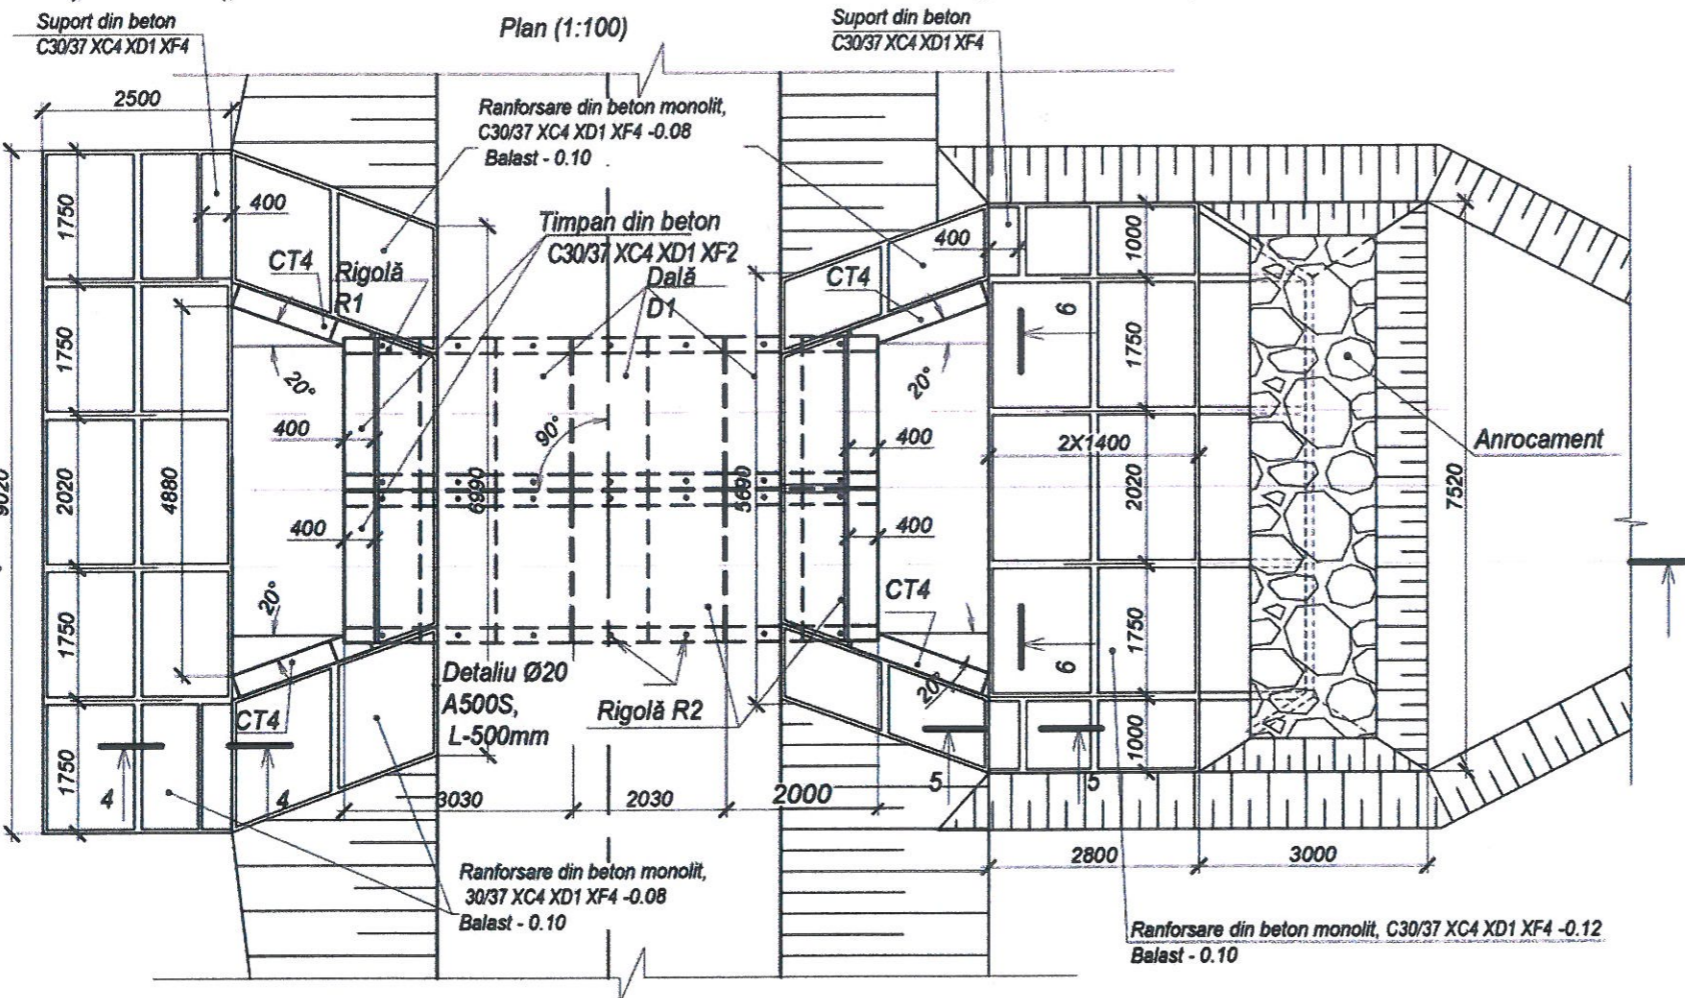 Suport din beton
C30/37 XC4 XD1 XF4
Plan (1:100)
Suport din beton
C30/37 XC4 XD1 XF4
2500
Ranforsare din beton monolit,
C30/37 XC4 XD1 XF4 -0.08
Balast - 0.10
1750
400
Timpan din beton
C30/37 XC4 XD1 XF2
400
1000
CT4
Rigolă
R1
Dală
D1
CT4
6
1750
20°
20°
1750
400
90°
400
2X1400
Anrocament
9020
2020
4880
6990
5690
2020
7520
400
400
20°
CT4
1750
6
1750
Detaliu Ø20
A500S,
L-500mm
Rigolă R2
20°
CT4
1750
1000
4
4
3030
2030
2000
5
5
2800
3000
Ranforsare din beton monolit,
30/37 XC4 XD1 XF4 -0.08
Balast - 0.10
Ranforsare din beton monolit, C30/37 XC4 XD1 XF4 -0.12
Balast - 0.10